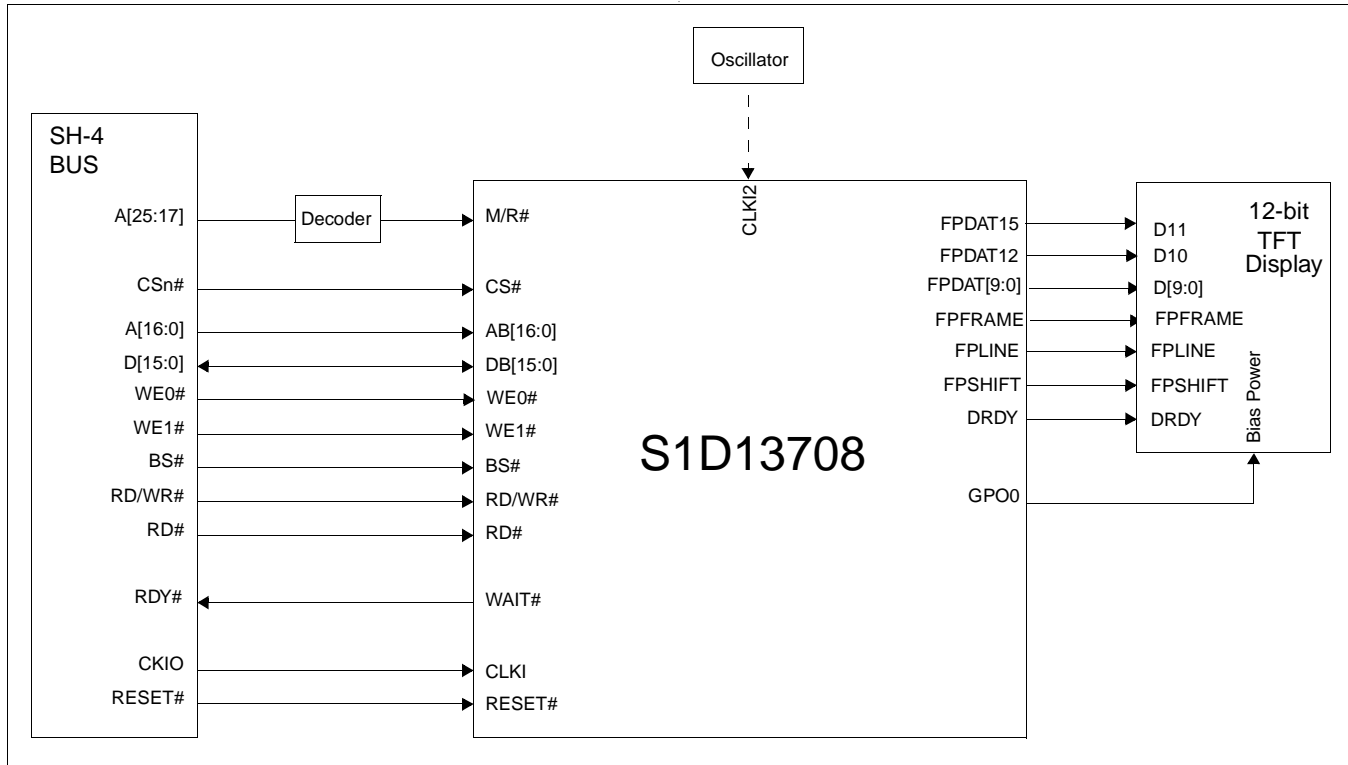 Oscillator
SH-4
BUS
A[25:17]
Decoder
M/R#
CLKI2
CSn#
CS#
A[16:0]
AB[16:0]
D[15:0]
DB[15:0]
WE0#
WE0#
WE1#
WE1#
BS#
BS#
RD/WR#
RD/WR#
RD#
RD#
RDY#
WAIT#
CKIO
CLKI
RESET#
RESET#
S1D13708
FPDAT15
FPDAT12
FPDAT[9:0]
FPFRAME
FPLINE
FPSHIFT
DRDY
GPO0
12-bit
TFT
Display
D11
D10
D[9:0]
FPFRAME
FPLINE
FPSHIFT
DRDY
Bias Power